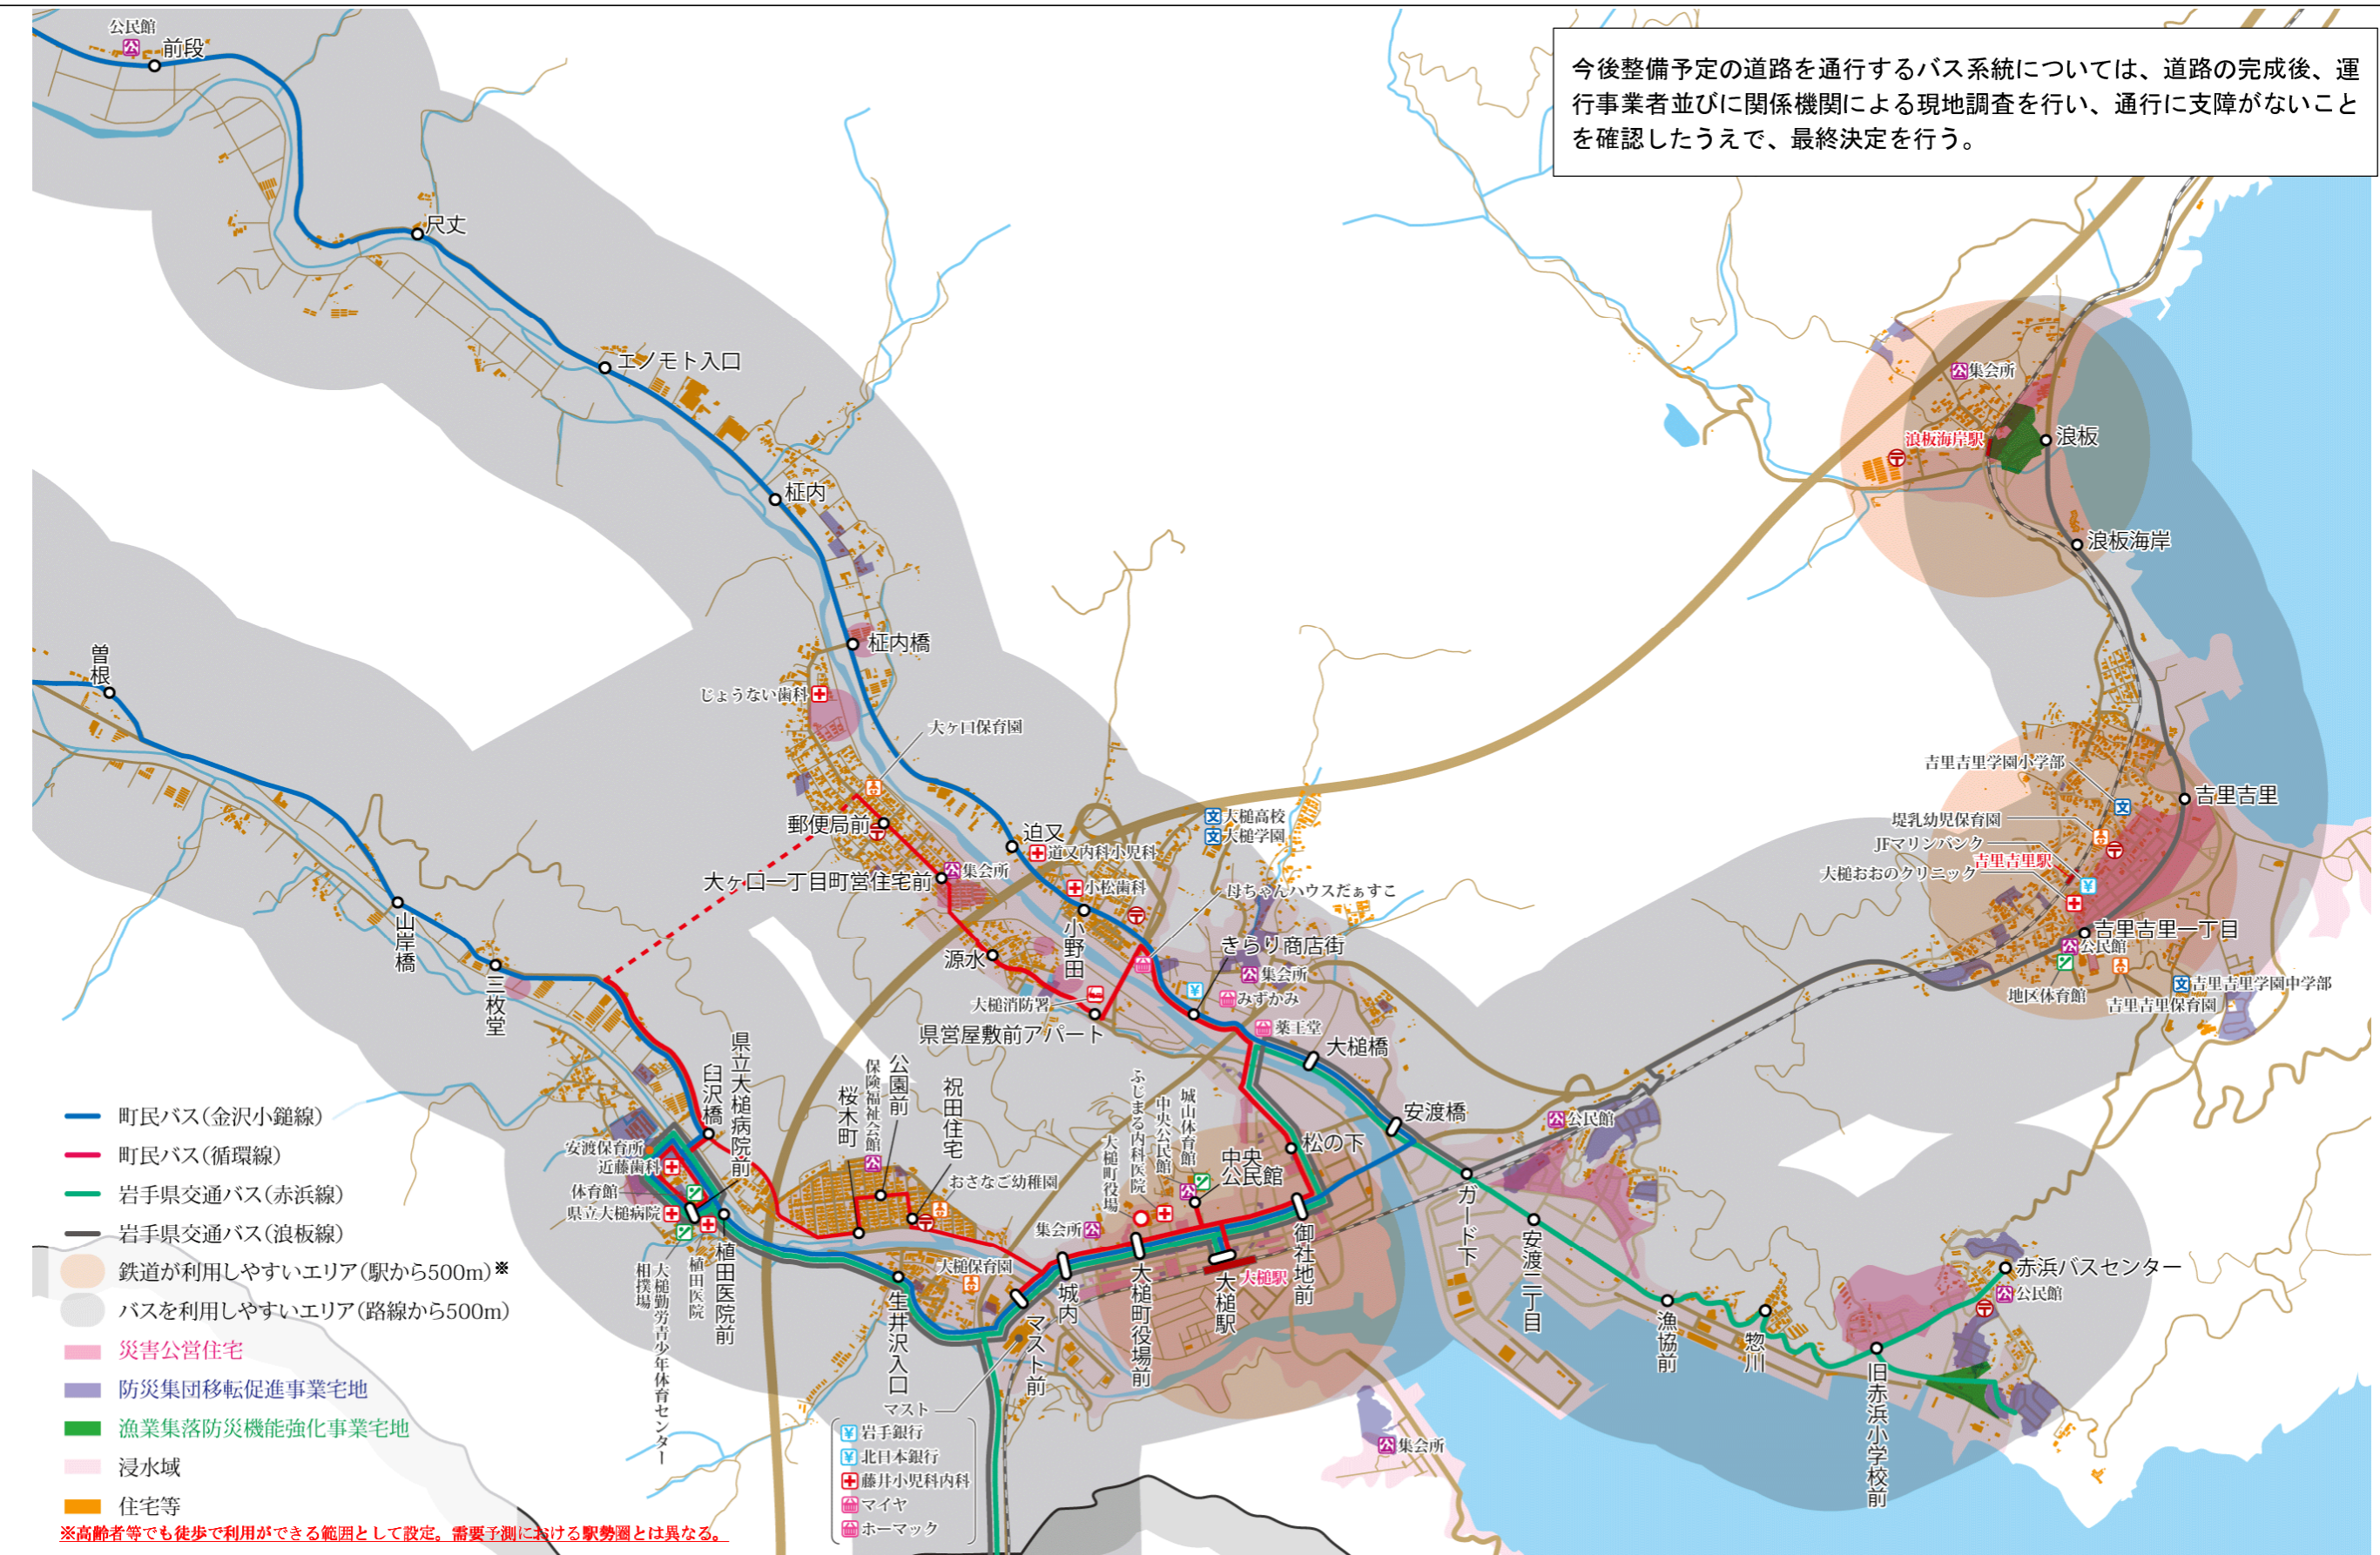 今後整備予定の道路を通行するバス系統については、道路の完成後、運
行事業者並びに関係機関による現地調査を行い、通行に支障がないこと
を確認したうえで、最終決定を行う。
公民館
前段
尺丈
エノモト入口
柾内
柾内橋
じょうない歯科
大ヶ口保育園
郵便局前
大ヶ口一丁目町営住宅前
集会所
迫又
道又内科小児科
小松歯科
小野田
源水
大槌消防署
県営屋敷前アパート
大槌高校
大槌学園
母ちゃんハウスだぁすこ
きらり商店街
集会所
みずかみ
薬王堂
大槌橋
安渡橋
曽根
山岸橋
三枚堂
臼沢橋
県立大槌病院前
安渡保育所
近藤歯科
体育館
県立大槌病院
植田医院
植田医院前
大槌勤労青少年体育センター
相撲場
桜木町
保険福祉会館
公園前
祝田住宅
おさなご幼稚園
大槌保育園
生井沢入口
マスト前
マスト
岩手銀行
北日本銀行
藤井小児科内科
マイヤ
ホーマック
城内
集会所
大槌町役場
ふじまる内科医院
中央公民館
城山体育館
中央
公民館
松の下
大槌町役場前
大槌駅
大槌駅
御社地前
ガード下
安渡二丁目
公民館
漁協前
惣川
旧赤浜小学校前
赤浜バスセンター
公民館
集会所
集会所
浪板海岸駅
浪板
浪板海岸
吉里吉里学園小学部
吉里吉里
堤乳幼児保育園
JFマリンバンク
吉里吉里駅
大槌おおのクリニック
吉里吉里一丁目
公民館
地区体育館
吉里吉里保育園
吉里吉里学園中学部
町民バス(金沢小鎚線)
町民バス(循環線)
岩手県交通バス(赤浜線)
岩手県交通バス(浪板線)
鉄道が利用しやすいエリア(駅から500m)※
バスを利用しやすいエリア(路線から500m)
災害公営住宅
防災集団移転促進事業宅地
漁業集落防災機能強化事業宅地
浸水域
住宅等
※高齢者等でも徒歩で利用ができる範囲として設定。需要予測における駅勢圏とは異なる。